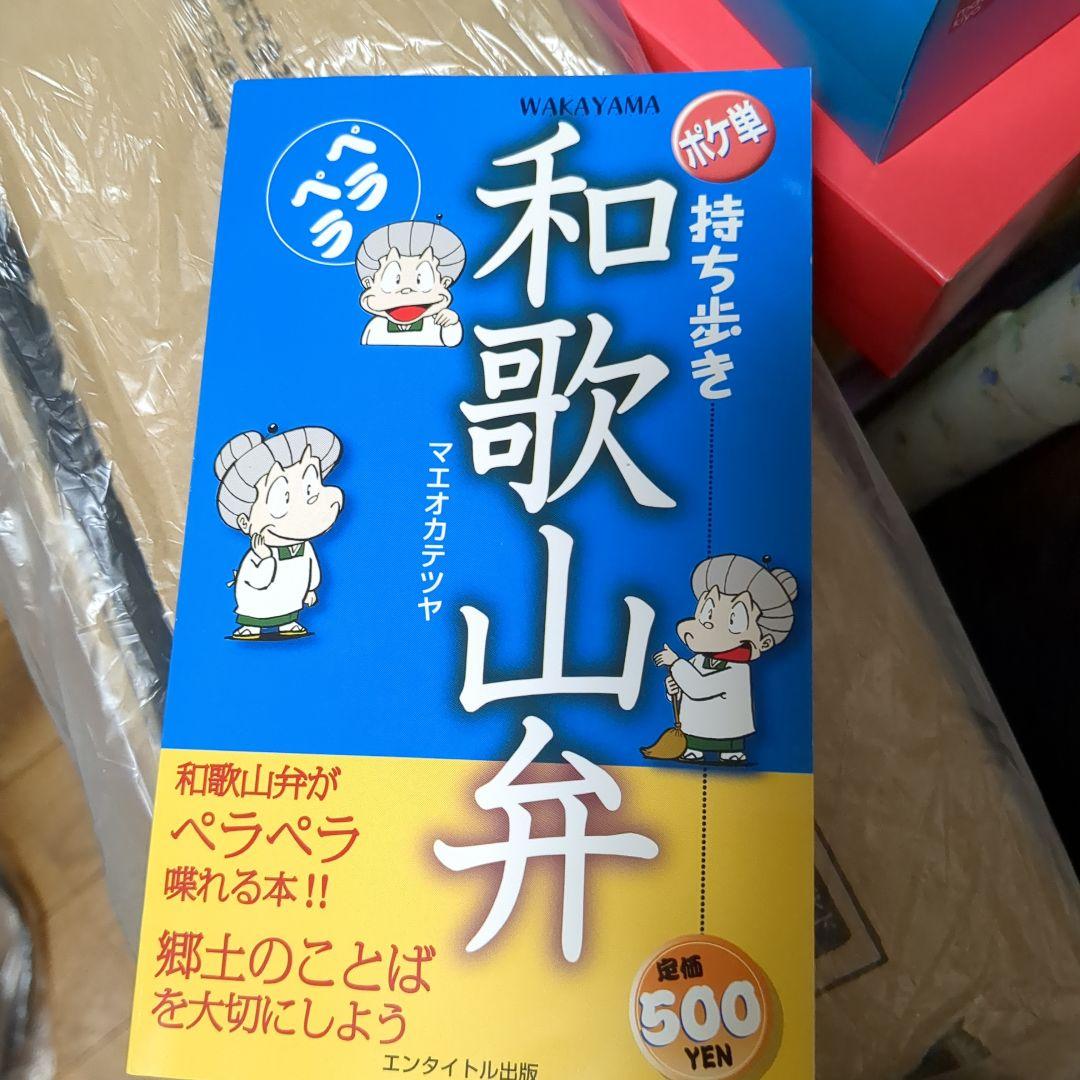 WAKAYAMA
ポケ単
持ち歩き
和歌山弁
ペラ
ペラ
マエオカテツヤ
和歌山弁が
ペラペラ
喋れる本!!
郷土のことば
を大切にしよう
定価
500
YEN
エンタイトル出版